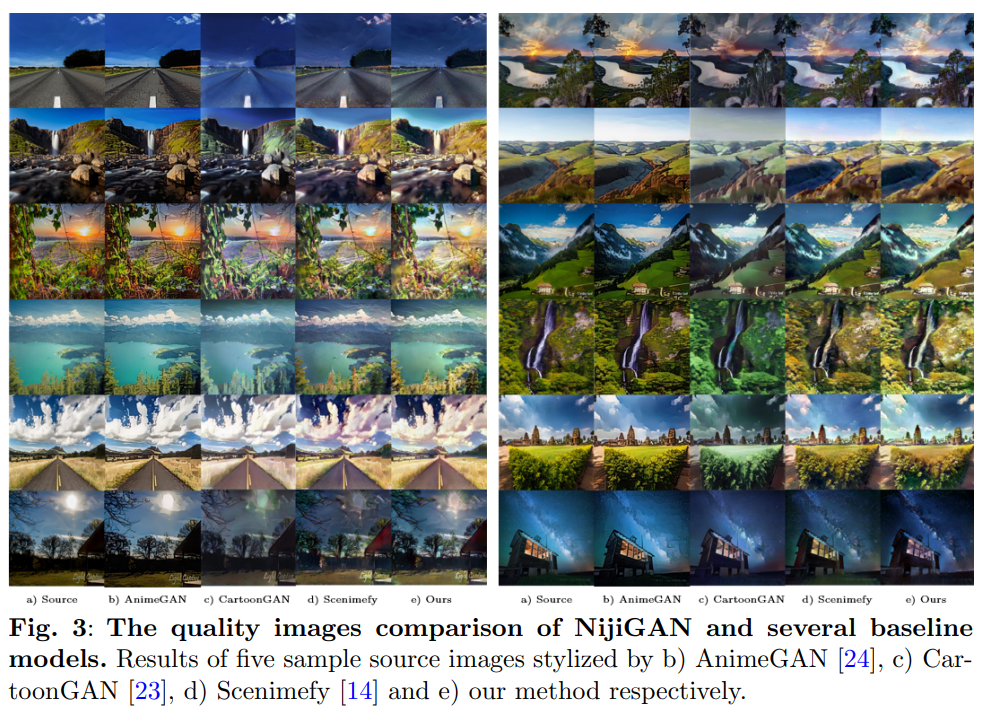 a) Source b) AnimeGAN c) CartoonGAN d) Scenimefy e) Ours
a) Source b) AnimeGAN c) CartoonGAN d) Scenimefy e) Ours
Fig. 3: The quality images comparison of NijiGAN and several baseline
models. Results of five sample source images stylized by b) AnimeGAN [24], c) Car-
toonGAN [23], d) Scenimefy [14] and e) our method respectively.